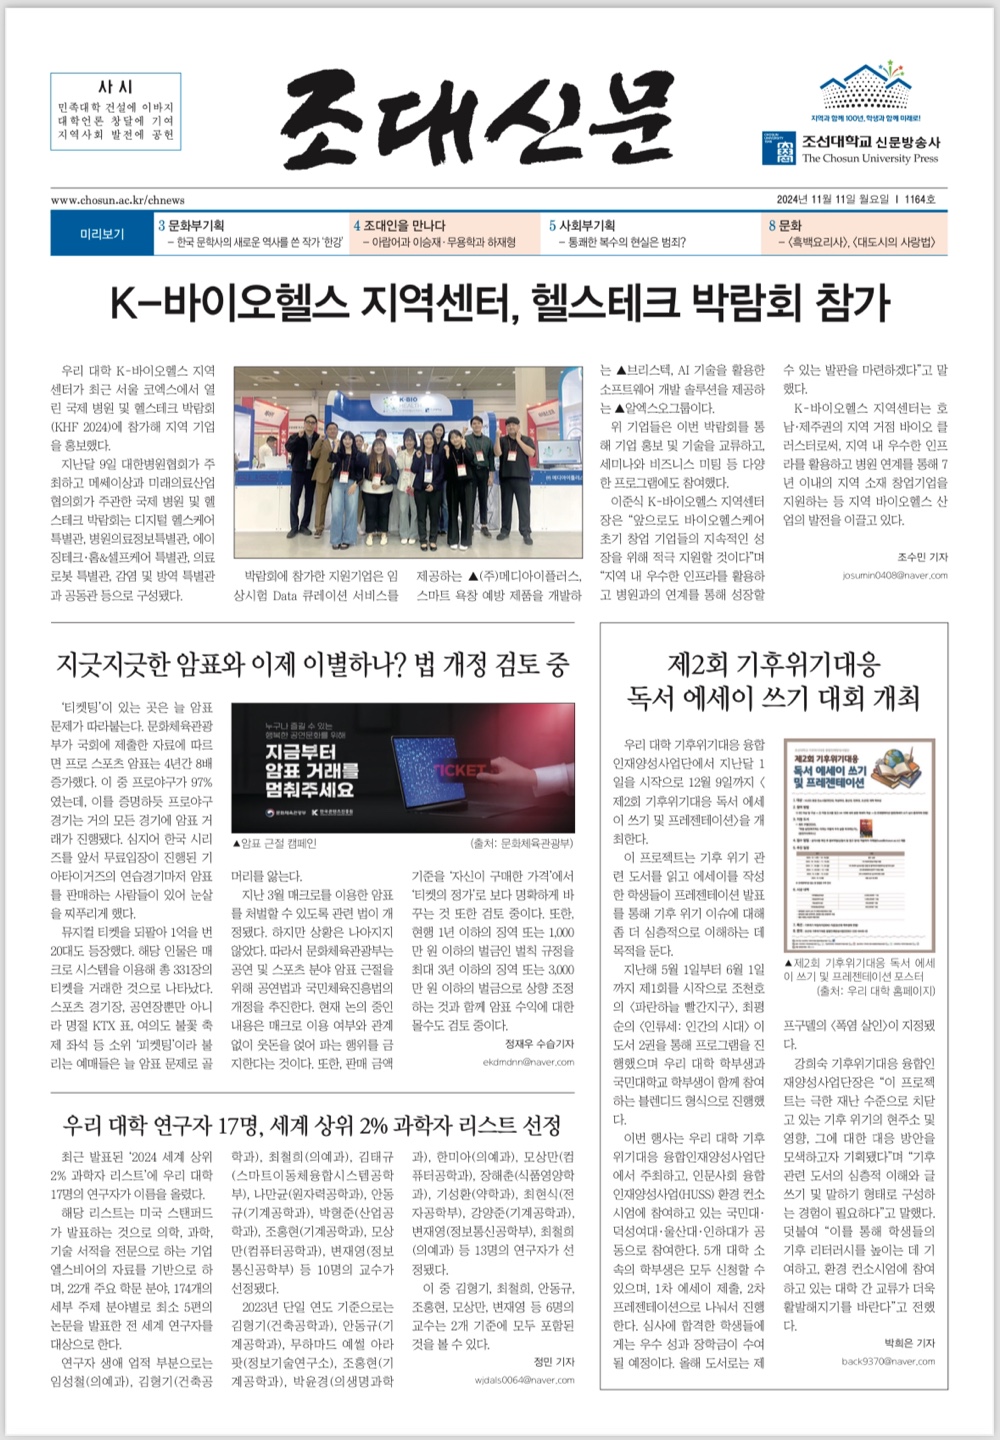 사 시
민족대학 건설에 이바지
대학언론 창달에 기여
지역사회 발전에 공헌
조대신문
지역과 함께 100년, 학생과 함께 미래로!
조선대학교 신문방송사
The Chosun University Press
www.chosun.ac.kr/chnews
2024년 11월 11일 월요일 I 1164호
미리보기
3 문화부기획
– 한국 문학사의 새로운 역사를 쓴 작가 '한강'
4 조대인을 만나다
– 아랍어과 이승재·무용학과 하재형
5 사회부기획
– 통쾌한 복수의 현실은 범죄?
8 문화
– 〈흑백요리사〉, 〈대도시의 사랑법〉
K–바이오헬스 지역센터, 헬스테크 박람회 참가
우리 대학 K-바이오헬스 지역
센터가 최근 서울 코엑스에서 열
린 국제 병원 및 헬스테크 박람회
(KHF 2024)에 참가해 지역 기업
을 홍보했다.
지난달 9일 대한병원협회가 주
최하고 메쎄이상과 미래의료산업
협의회가 주관한 국제 병원 및 헬
스테크 박람회는 디지털 헬스케어
특별관, 병원의료정보특별관, 에이
징테크·홈&셀프케어 특별관, 의료
로봇 특별관, 감염 및 방역 특별관
과 공동관 등으로 구성됐다.
K-BIO
HEALTH
박람회에 참가한 지원기업은 임
상시험 Data 큐레이션 서비스를
제공하는 ▲(주)메디아이플러스,
스마트 욕창 예방 제품을 개발하
는 ▲브리스텍, AI 기술을 활용한
소프트웨어 개발 솔루션을 제공하
는 ▲알에스오그룹이다.
위 기업들은 이번 박람회를 통
해 기업 홍보 및 기술을 교류하고,
세미나와 비즈니스 미팅 등 다양
한 프로그램에도 참여했다.
이준식 K-바이오헬스 지역센터
장은 "앞으로도 바이오헬스케어
초기 창업 기업들의 지속적인 성
장을 위해 적극 지원할 것이다"며
"지역 내 우수한 인프라를 활용하
고 병원과의 연계를 통해 성장할
수 있는 발판을 마련하겠다"고 말
했다.
K-바이오헬스 지역센터는 호
남·제주권의 지역 거점 바이오 클
러스터로써, 지역 내 우수한 인프
라를 활용하고 병원 연계를 통해 7
년 이내의 지역 소재 창업기업을
지원하는 등 지역 바이오헬스 산
업의 발전을 이끌고 있다.
조수민 기자
josumin0408@naver.com
지긋지긋한 암표와 이제 이별하나? 법 개정 검토 중
'티켓팅'이 있는 곳은 늘 암표
문제가 따라붙는다. 문화체육관광
부가 국회에 제출한 자료에 따르
면 프로 스포츠 암표는 4년간 8배
증가했다. 이 중 프로야구가 97%
였는데, 이를 증명하듯 프로야구
경기는 거의 모든 경기에 암표 거
래가 진행됐다. 심지어 한국 시리
즈를 앞서 무료입장이 진행된 기
아타이거즈의 연습경기마저 암표
를 판매하는 사람들이 있어 눈살
을 찌푸리게 했다.
뮤지컬 티켓을 되팔아 1억을 번
20대도 등장했다. 해당 인물은 매
크로 시스템을 이용해 총 331장의
티켓을 거래한 것으로 나타났다.
스포츠 경기장, 공연장뿐만 아니
라 명절 KTX 표, 여의도 불꽃 축
제 좌석 등 소위 '피켓팅'이라 불
리는 예매들은 늘 암표 문제로 골
누구나 즐길 수 있는
행복한 공연문화를 위해
지금부터
암표 거래를
멈춰주세요
문화체육관광부
한국콘텐츠진흥원
TICKET
▲암표 근절 캠페인
(출처: 문화체육관광부)
머리를 앓는다.
지난 3월 매크로를 이용한 암표
를 처벌할 수 있도록 관련 법이 개
정됐다. 하지만 상황은 나아지지
않았다. 따라서 문화체육관광부는
공연 및 스포츠 분야 암표 근절을
위해 공연법과 국민체육진흥법의
개정을 추진한다. 현재 논의 중인
내용은 매크로 이용 여부와 관계
없이 웃돈을 얹어 파는 행위를 금
지한다는 것이다. 또한, 판매 금액
기준을 '자신이 구매한 가격'에서
'티켓의 정가'로 보다 명확하게 바
꾸는 것 또한 검토 중이다. 또한,
현행 1년 이하의 징역 또는 1,000
만 원 이하의 벌금인 벌칙 규정을
최대 3년 이하의 징역 또는 3,000
만 원 이하의 벌금으로 상향 조정
하는 것과 함께 암표 수익에 대한
몰수도 검토 중이다.
정재우 수습기자
ekdmdnn@naver.com
우리 대학 연구자 17명, 세계 상위 2% 과학자 리스트 선정
최근 발표된 '2024 세계 상위
2% 과학자 리스트'에 우리 대학
17명의 연구자가 이름을 올렸다.
해당 리스트는 미국 스탠퍼드
가 발표하는 것으로 의학, 과학,
기술 서적을 전문으로 하는 기업
엘스비어의 자료를 기반으로 하
며, 22개 주요 학문 분야, 174개의
세부 주제 분야별로 최소 5편의
논문을 발표한 전 세계 연구자를
대상으로 한다.
연구자 생애 업적 부분으로는
임성철(의예과), 김형기(건축공
학과), 최철희(의예과), 김태규
(스마트이동체융합시스템공학
부), 나만균(원자력공학과), 안동
규(기계공학과), 박형준(산업공
학과), 조홍현(기계공학과), 모상
만(컴퓨터공학과), 변재영(정보
통신공학부) 등 10명의 교수가
선정됐다.
2023년 단일 연도 기준으로는
김형기(건축공학과), 안동규(기
계공학과), 무하마드 예썰 아라
팟(정보기술연구소), 조홍현(기
계공학과), 박윤경(의생명과학
과), 한미아(의예과), 모상만(컴
퓨터공학과), 장해춘(식품영양학
과), 기성환(약학과), 최현식(전
자공학부), 강양준(기계공학과),
변재영(정보통신공학부), 최철희
(의예과) 등 13명의 연구자가 선
정됐다.
이 중 김형기, 최철희, 안동규,
조홍현, 모상만, 변재영 등 6명의
교수는 2개 기준에 모두 포함된
것을 볼 수 있다.
정민 기자
wjdals0064@naver.com
제2회 기후위기대응
독서 에세이 쓰기 대회 개최
우리 대학 기후위기대응 융합
인재양성사업단에서 지난달 1
일을 시작으로 12월 9일까지 〈
제2회 기후위기대응 독서 에세
이 쓰기 및 프레젠테이션〉을 개
최한다.
이 프로젝트는 기후 위기 관
련 도서를 읽고 에세이를 작성
한 학생들이 프레젠테이션 발표
를 통해 기후 위기 이슈에 대해
좀 더 심층적으로 이해하는 데
목적을 둔다.
지난해 5월 1일부터 6월 1일
까지 제1회를 시작으로 조천호
의 〈파란하늘 빨간지구〉, 최평
순의 〈인류세: 인간의 시대〉 이
도서 2권을 통해 프로그램을 진
행했으며 우리 대학 학부생과
국민대학교 학부생이 함께 참여
하는 블렌디드 형식으로 진행했
다.
이번 행사는 우리 대학 기후
위기대응 융합인재양성사업단
에서 주최하고, 인문사회 융합
인재양성사업(HUSS) 환경 컨소
시엄에 참여하고 있는 국민대·
덕성여대·울산대·인하대가 공
동으로 참여한다. 5개 대학 소
속의 학부생은 모두 신청할 수
있으며, 1차 에세이 제출, 2차
프레젠테이션으로 나눠서 진행
한다. 심사에 합격한 학생들에
게는 우수 성과 장학금이 수여
될 예정이다. 올해 도서로는 제
제2회 기후위기대응
독서 에세이 쓰기
및 프레젠테이션
▲제2회 기후위기대응 독서 에세
이 쓰기 및 프레젠테이션 포스터
(출처: 우리 대학 홈페이지)
프구델의 〈폭염 살인〉이 지정됐
다.
강희숙 기후위기대응 융합인
재양성사업단장은 "이 프로젝
트는 극한 재난 수준으로 치닫
고 있는 기후 위기의 현주소 및
영향, 그에 대한 대응 방안을
모색하고자 기획됐다"며 "기후
관련 도서의 심층적 이해와 글
쓰기 및 말하기 형태로 구성하
는 경험이 필요하다"고 말했다.
덧붙여 "이를 통해 학생들의
기후 리터러시를 높이는 데 기
여하고, 환경 컨소시엄에 참여
하고 있는 대학 간 교류가 더욱
활발해지기를 바란다"고 전했
다.
박희은 기자
back9370@naver.com